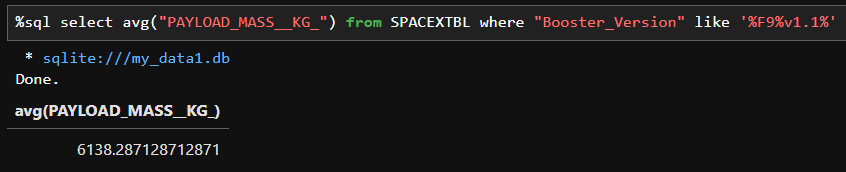 %sql select avg("PAYLOAD_MASS__KG_") from SPACEXTBL where "Booster_Version" like '%F9%v1.1%'
* sqlite:///my_data1.db
Done.
avg(PAYLOAD_MASS__KG_)
6138.287128712871